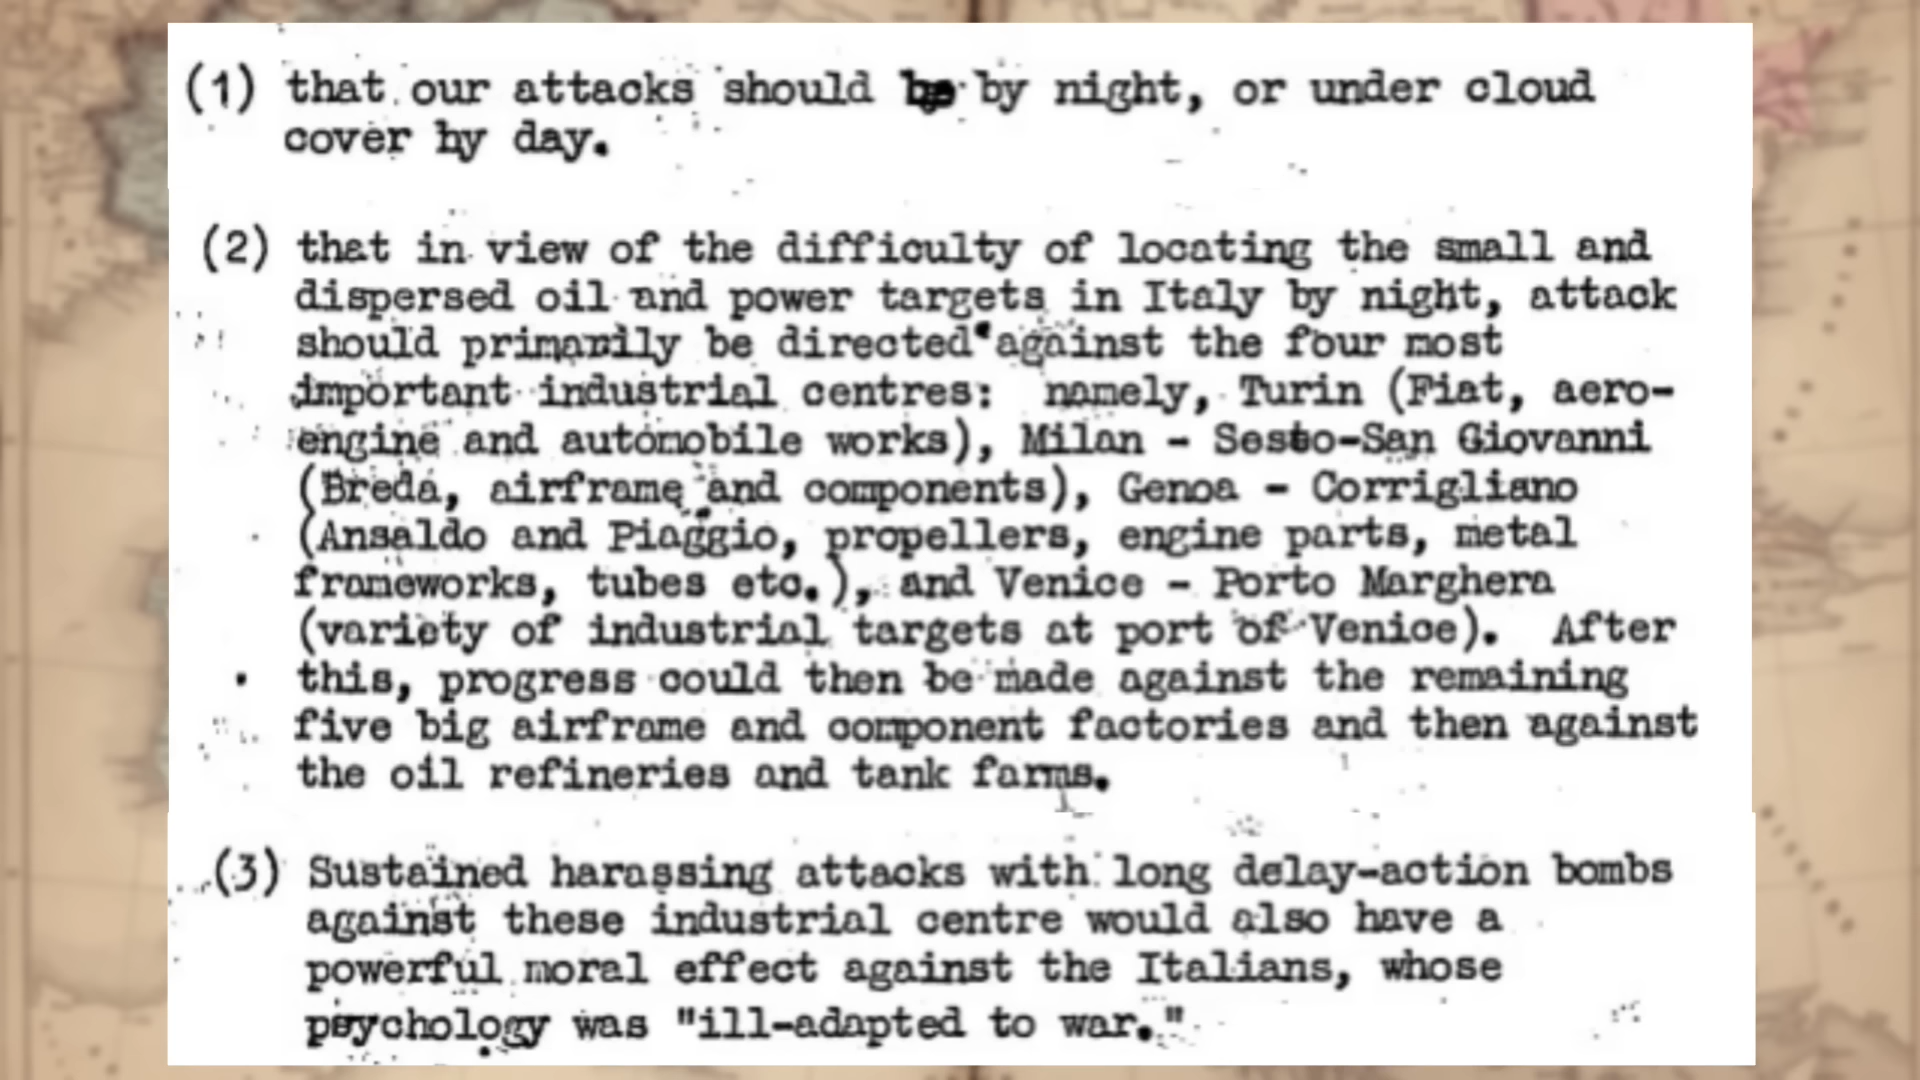 (1) that our attacks should be by night, or under cloud
cover by day.
(2) that in view of the difficulty of locating the small and
dispersed oil and power targets in Italy by night, attack
should primarily be directed against the four most
important industrial centres: namely, Turin (Fiat, aero-
engine and automobile works), Milan - Sesto-San Giovanni
(Breda, airframe and components), Genoa - Corrigliano
(Ansaldo and Piaggio, propellers, engine parts, metal
frameworks, tubes etc.), and Venice - Porto Marghera
(variety of industrial targets at port of Venice). After
this, progress could then be made against the remaining
five big airframe and component factories and then against
the oil refineries and tank farms.
(3) Sustained harassing attacks with long delay-action bombs
against these industrial centre would also have a
powerful moral effect against the Italians, whose
psychology was "ill-adapted to war."